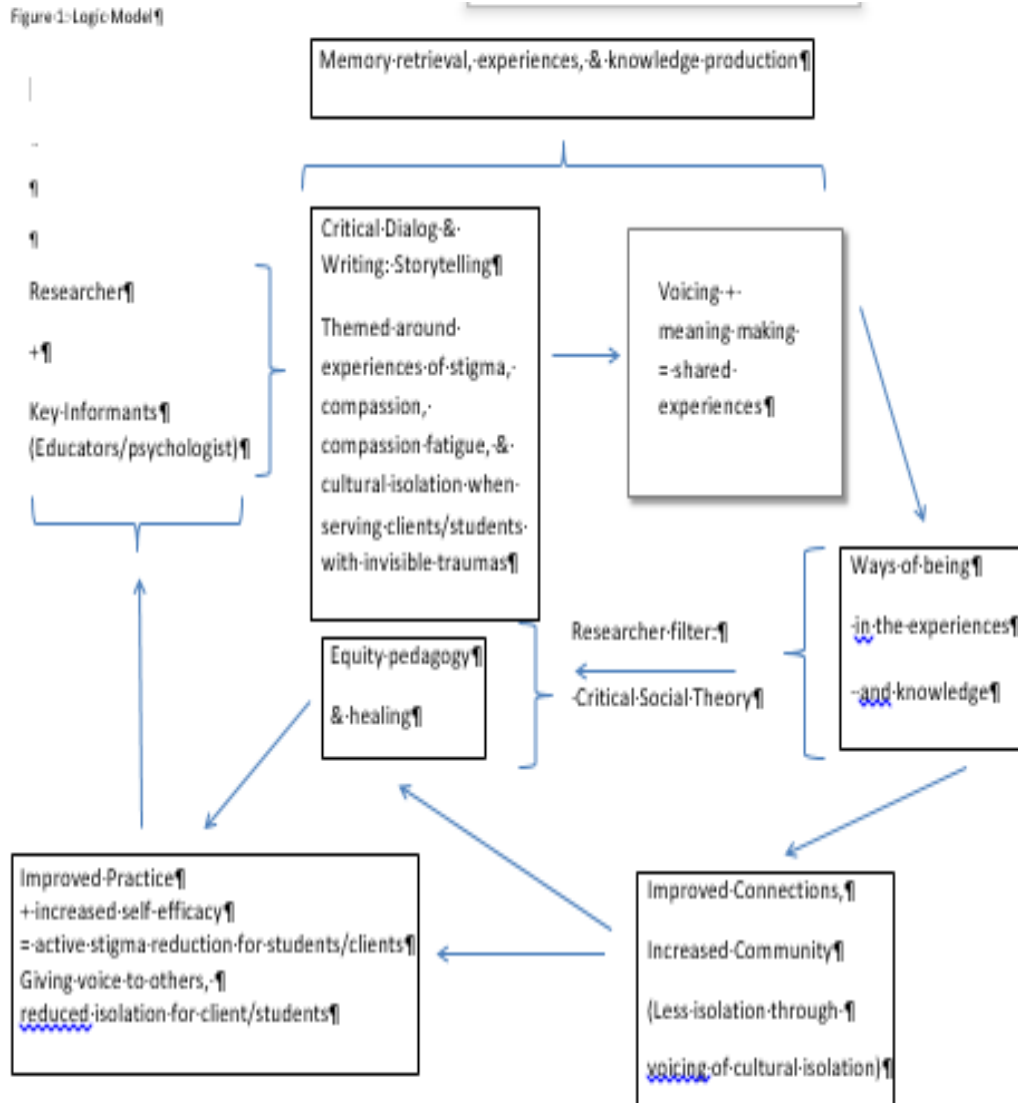 Figure·1:·Logic·Model¶
Memory·retrieval,·experiences,·&·knowledge·production¶
¶
¶
Researcher¶
+¶
Key·Informants¶
(Educators/psychologist)¶
Critical·Dialog·&·
Writing:·Storytelling¶
Themed·around·
experiences·of·stigma,·
compassion,·
compassion·fatigue,·&·
cultural·isolation·when·
serving·clients/students·
with·invisible·traumas¶
Voicing·+·
meaning·making·
=·shared·
experiences¶
Ways·of·being¶
·in·the·experiences¶
··and·knowledge¶
Researcher·filter:¶
·Critical·Social·Theory¶
Equity·pedagogy¶
&·healing¶
Improved·Practice¶
+·increased·self-efficacy¶
=·active·stigma·reduction·for·students/clients¶
Giving·voice·to·others,·¶
reduced·isolation·for·client/students¶
Improved·Connections,¶
Increased·Community¶
(Less·isolation·through·¶
voicing·of·cultural·isolation)¶